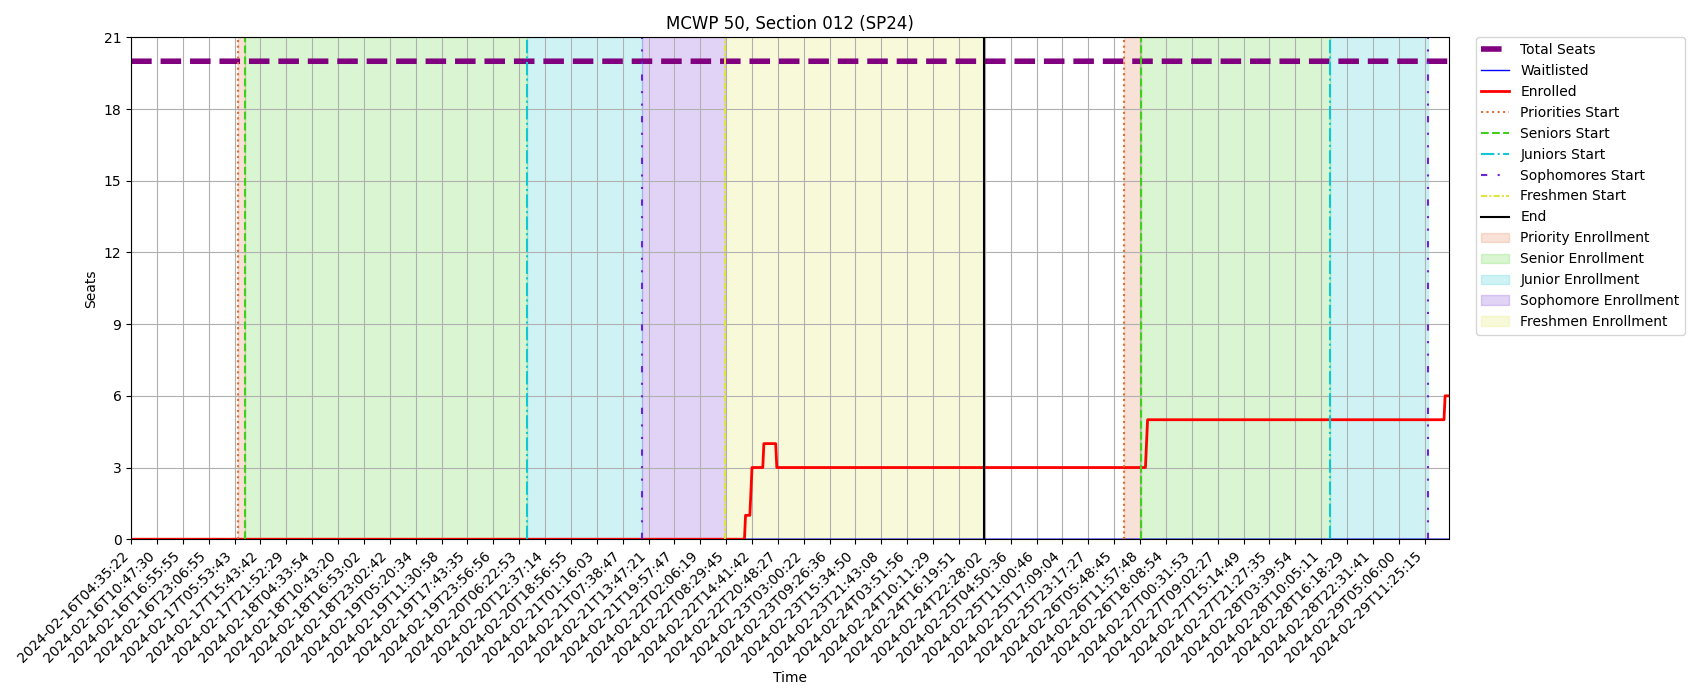 MCWP 50, Section 012 (SP24)
21
18
15
12
9
6
3
0
Seats
2024-02-16T04:35:22
2024-02-16T10:47:30
2024-02-16T16:55:55
2024-02-16T23:06:55
2024-02-17T05:53:43
2024-02-17T15:43:42
2024-02-17T21:52:29
2024-02-18T04:33:54
2024-02-18T10:43:20
2024-02-18T16:53:02
2024-02-18T23:02:42
2024-02-19T05:20:34
2024-02-19T11:30:58
2024-02-19T17:43:35
2024-02-19T23:56:56
2024-02-20T06:22:53
2024-02-20T12:37:14
2024-02-20T18:56:55
2024-02-21T01:16:03
2024-02-21T07:38:47
2024-02-21T13:47:21
2024-02-21T19:57:47
2024-02-22T02:06:19
2024-02-22T08:29:45
2024-02-22T14:41:42
2024-02-22T20:48:27
2024-02-23T03:00:22
2024-02-23T09:26:36
2024-02-23T15:34:50
2024-02-23T21:43:08
2024-02-24T03:51:56
2024-02-24T10:11:29
2024-02-24T16:19:51
2024-02-24T22:28:02
2024-02-25T04:50:36
2024-02-25T11:00:46
2024-02-25T17:09:04
2024-02-25T23:17:27
2024-02-26T05:48:45
2024-02-26T11:57:48
2024-02-26T18:08:54
2024-02-27T00:31:53
2024-02-27T09:02:27
2024-02-27T15:14:49
2024-02-27T21:27:35
2024-02-28T03:39:54
2024-02-28T10:05:11
2024-02-28T16:18:29
2024-02-28T22:31:41
2024-02-29T05:06:00
2024-02-29T11:25:15
Time
Total Seats
Waitlisted
Enrolled
Priorities Start
Seniors Start
Juniors Start
Sophomores Start
Freshmen Start
End
Priority Enrollment
Senior Enrollment
Junior Enrollment
Sophomore Enrollment
Freshmen Enrollment